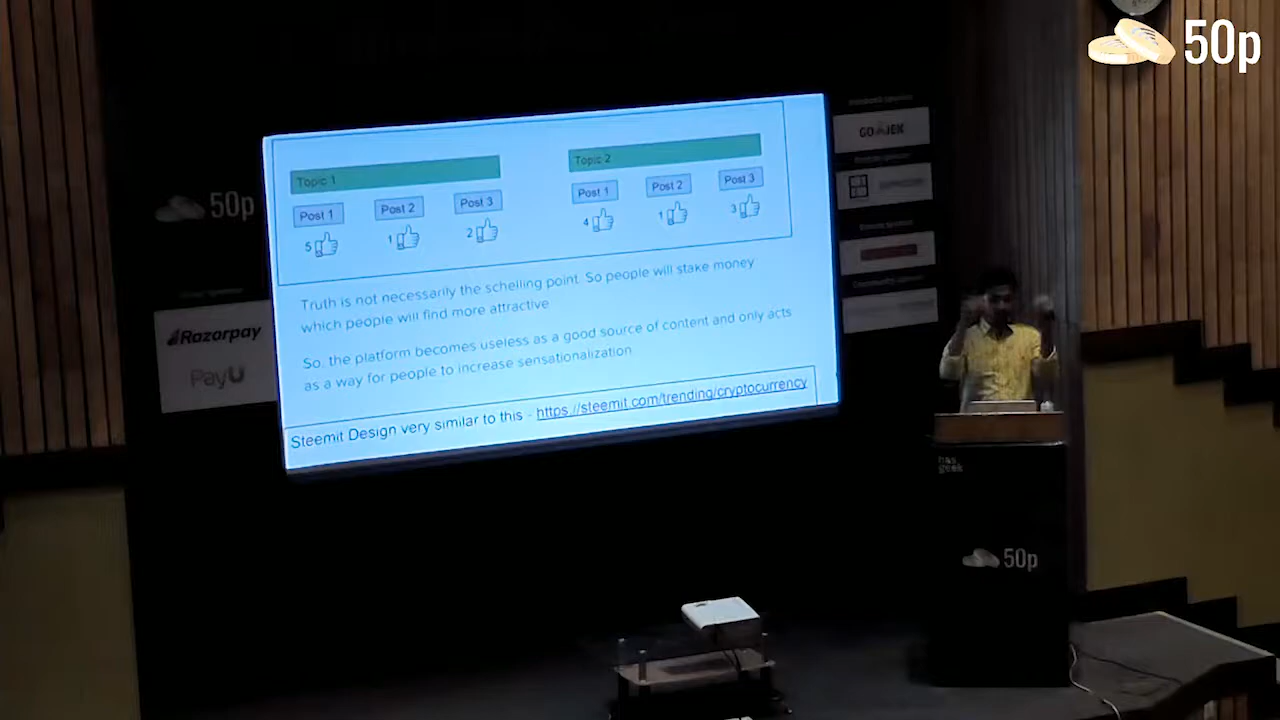 50p
50p
Razorpay
PayU
Topic 1
Post 1
Post 2
Post 3
5
1
2
Topic 2
Post 1
Post 2
Post 3
4
1
3
Truth is not necessarily the schelling point. So people will stake money
which people will find more attractive
So, the platform becomes useless as a good source of content and only acts
as a way for people to increase sensationalization
Steemit Design very similar to this - https://steemit.com/trending/cryptocurrency
GO-JEK
has
geek
50p